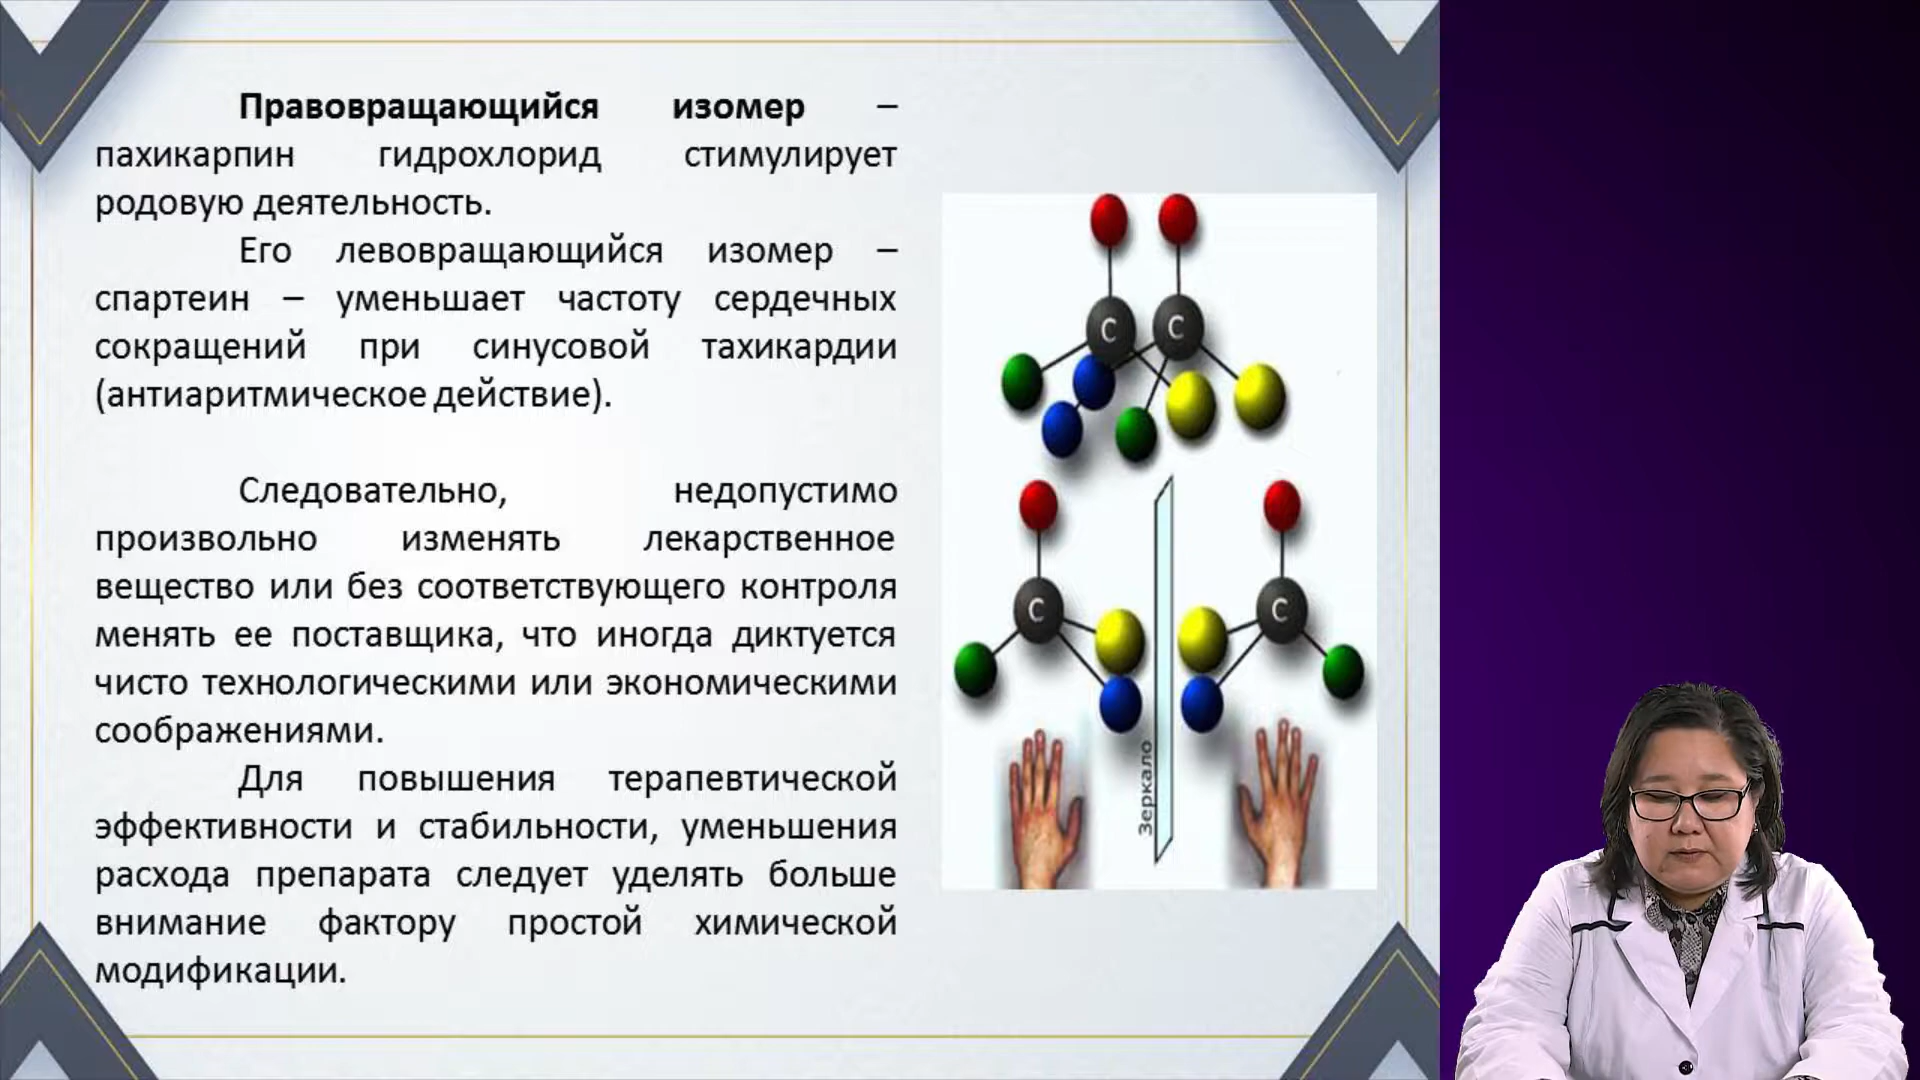 Правовращающийся изомер –
пахикарпин гидрохлорид стимулирует
родовую деятельность.
Его левовращающийся изомер –
спартеин – уменьшает частоту сердечных
сокращений при синусовой тахикардии
(антиаритмическое действие).
Следовательно, недопустимо
произвольно изменять лекарственное
вещество или без соответствующего контроля
менять ее поставщика, что иногда диктуется
чисто технологическими или экономическими
соображениями.
Для повышения терапевтической
эффективности и стабильности, уменьшения
расхода препарата следует уделять больше
внимание фактору простой химической
модификации.
C C
C C
Зеркало